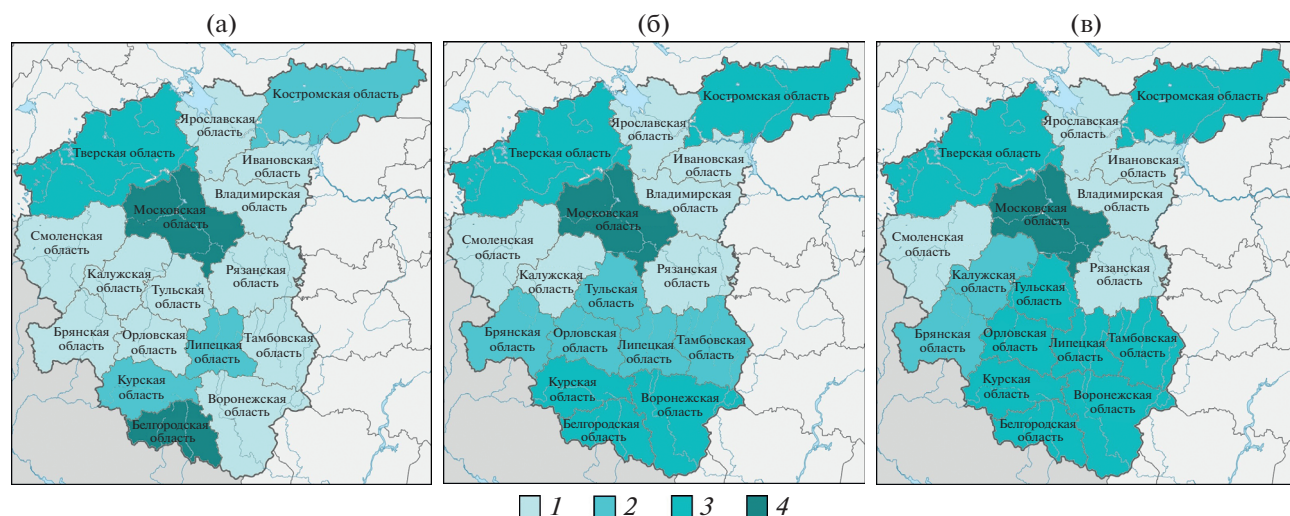 (а)
(б)
(в)
Костромская область
Ярославская
область
Тверская область
Ивановская
область
Владимирская
область
Московская
область
Смоленская
область
Калужская
область
Рязанская
область
Тульская
область
Брянская
область
Орловская
область
Липецкая
область
Тамбовская
область
Курская
область
Воронежская
область
Белгородская
область
Костромская область
Ярославская
область
Тверская область
Ивановская
область
Владимирская
область
Московская
область
Смоленская
область
Калужская
область
Рязанская
область
Тульская
область
Брянская
область
Орловская
область
Липецкая
область
Тамбовская
область
Курская
область
Воронежская
область
Белгородская
область
Костромская область
Ярославская
область
Тверская область
Ивановская
область
Владимирская
область
Московская
область
Смоленская
область
Калужская
область
Рязанская
область
Тульская
область
Брянская
область
Орловская
область
Липецкая
область
Тамбовская
область
Курская
область
Воронежская
область
Белгородская
область
1 2 3 4